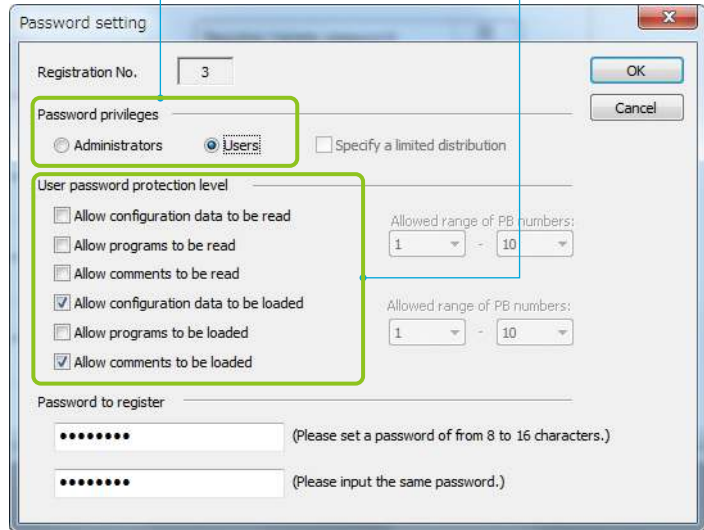 Password setting
Registration No. 3
OK
Password privileges
Cancel
Administrators Users Specify a limited distribution
User password protection level
Allow configuration data to be read
Allowed range of PB numbers:
Allow programs to be read
1 - 10
Allow comments to be read
Allow configuration data to be loaded
Allowed range of PB numbers:
Allow programs to be loaded
1 - 10
Allow comments to be loaded
Password to register
•••••••• (Please set a password of from 8 to 16 characters.)
•••••••• (Please input the same password.)